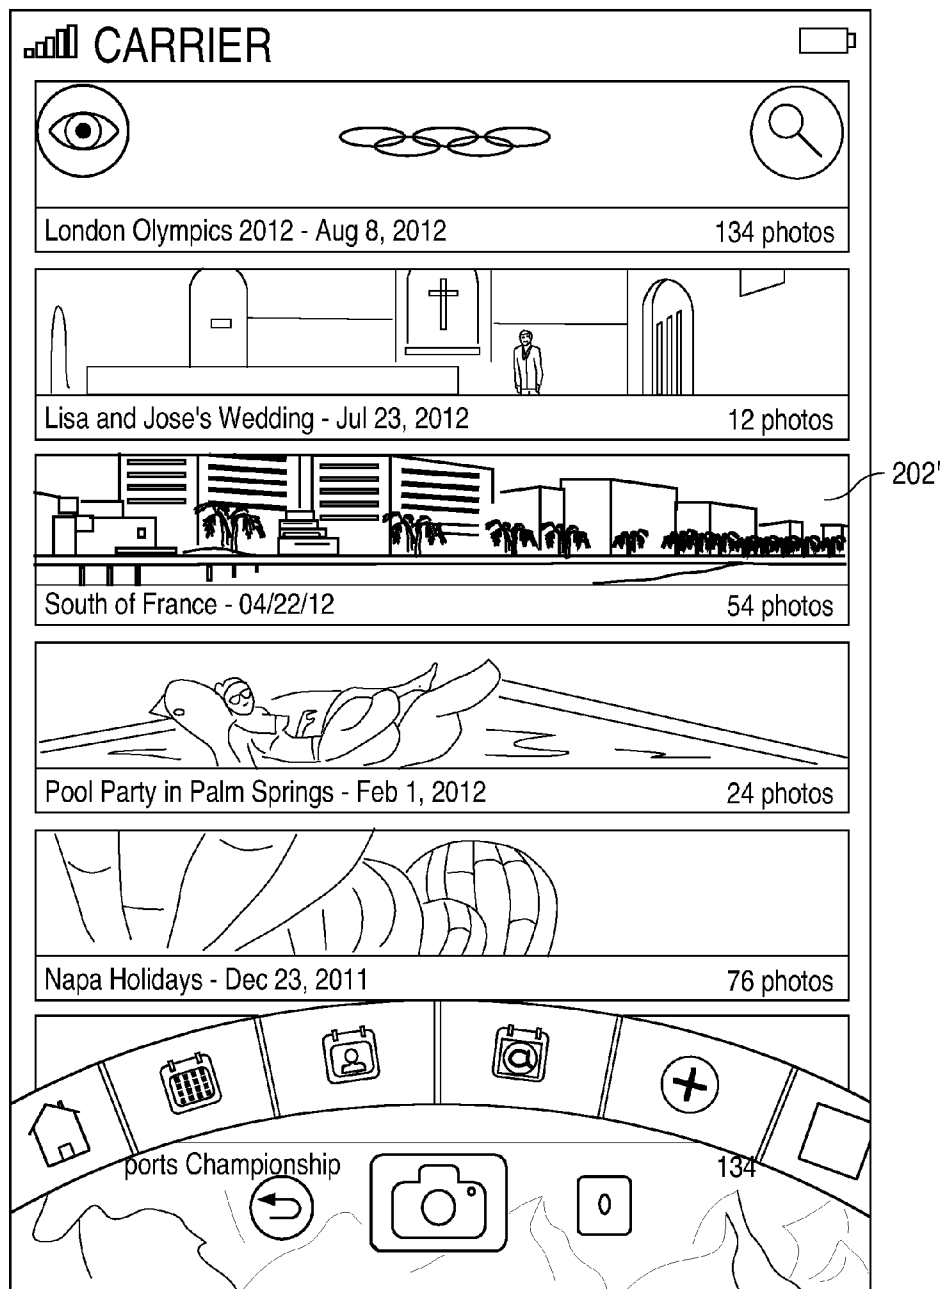 CARRIER
London Olympics 2012 - Aug 8, 2012 134 photos
Lisa and Jose's Wedding - Jul 23, 2012 12 photos
202'
South of France - 04/22/12 54 photos
Pool Party in Palm Springs - Feb 1, 2012 24 photos
Napa Holidays - Dec 23, 2011 76 photos
ports Championship 134
0